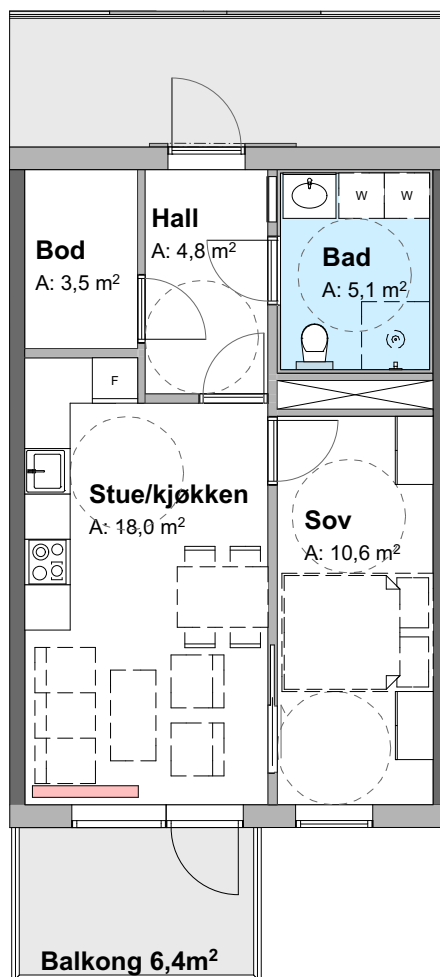 Hall
A: 4,8 m²
Bod
A: 3,5 m²
W W
Bad
A: 5,1 m²
F
Stue/kjøkken
A: 18,0 m²
Sov
A: 10,6 m²
Balkong 6,4m²